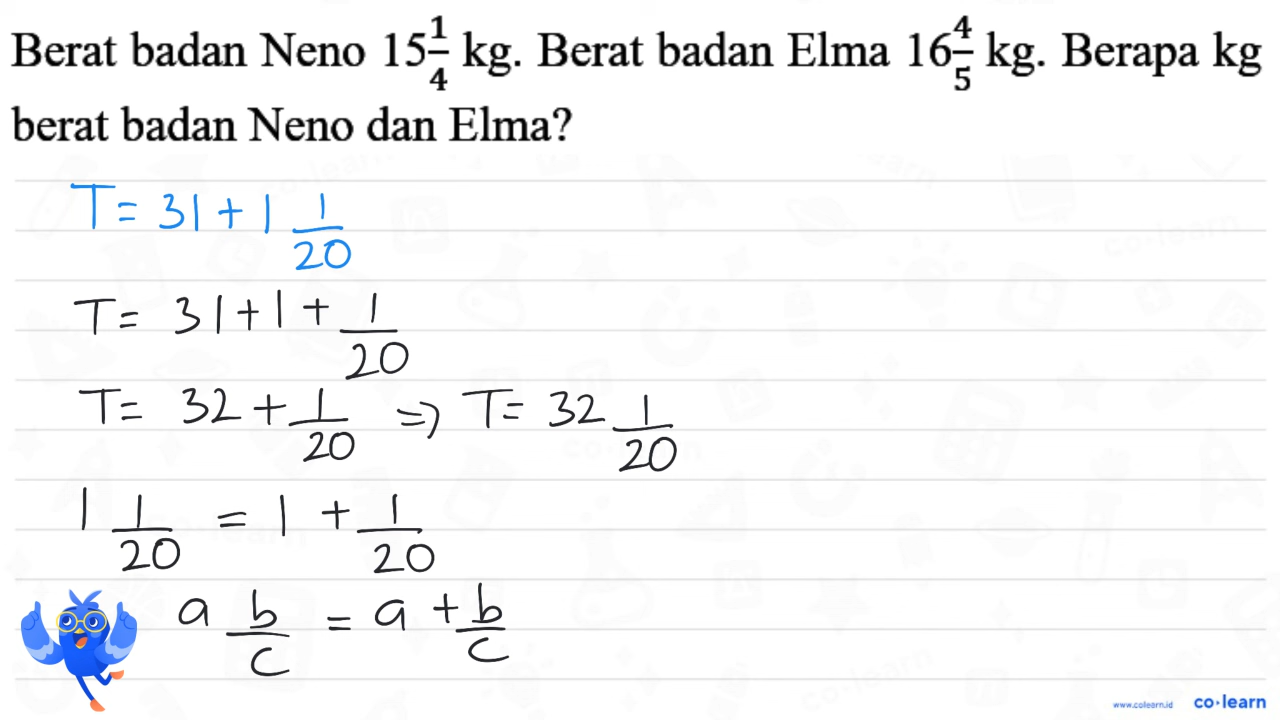 Berat badan Neno 15 1/4 kg. Berat badan Elma 16 4/5 kg. Berapa kg
berat badan Neno dan Elma?
T = 31 + 1 1/20
T = 31 + 1 + 1/20
T = 32 + 1/20 => T = 32 1/20
1 1/20 = 1 + 1/20
a b/c = a + b/c
www.colearn.id co·learn